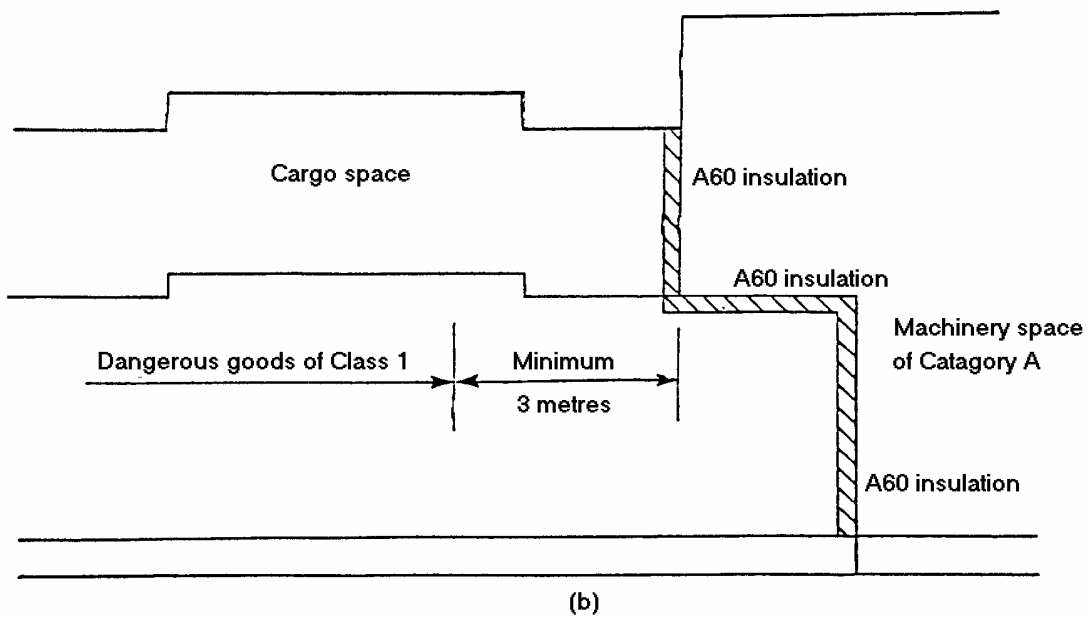 Cargo space
A60 insulation
A60 insulation
Machinery space
of Catagory A
Dangerous goods of Class 1
Minimum
3 metres
A60 insulation
(b)